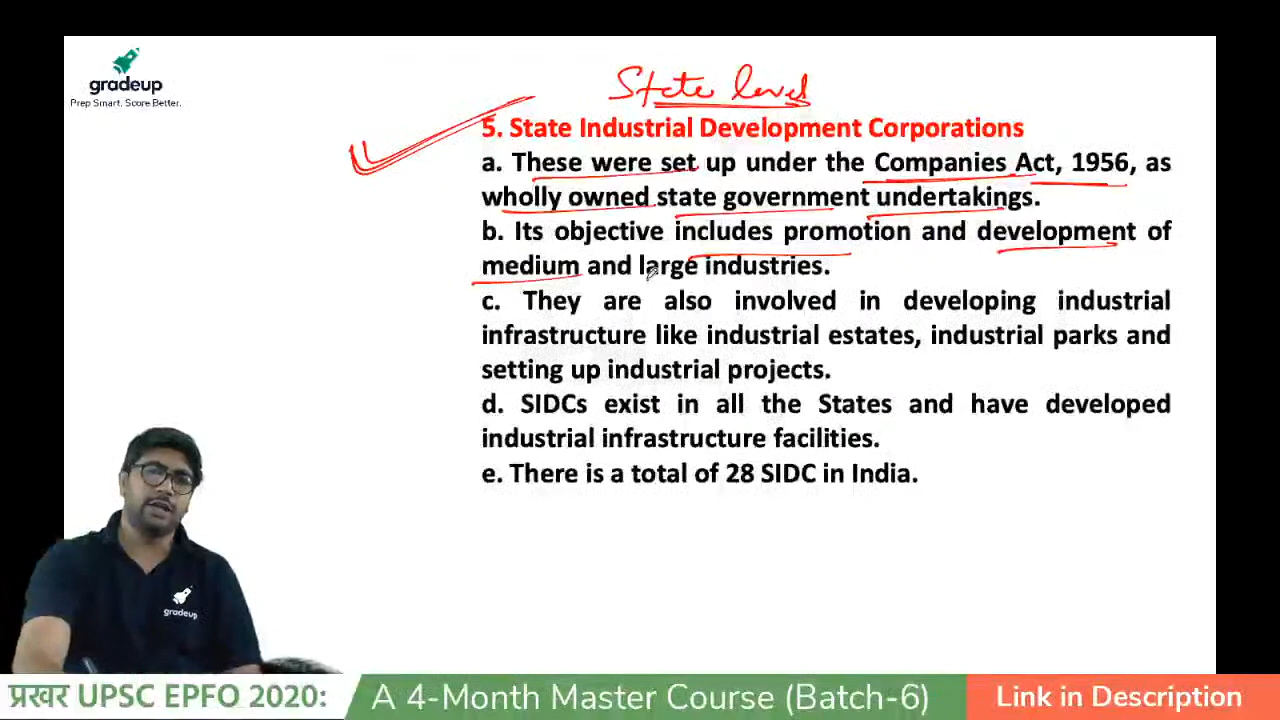 gradeup
Prep Smart. Score Better.
State level
5. State Industrial Development Corporations
a. These were set up under the Companies Act, 1956, as
wholly owned state government undertakings.
b. Its objective includes promotion and development of
medium and large industries.
c. They are also involved in developing industrial
infrastructure like industrial estates, industrial parks and
setting up industrial projects.
d. SIDCs exist in all the States and have developed
industrial infrastructure facilities.
e. There is a total of 28 SIDC in India.
gradeup
प्रखर UPSC EPFO 2020:
A 4-Month Master Course (Batch-6)
Link in Description